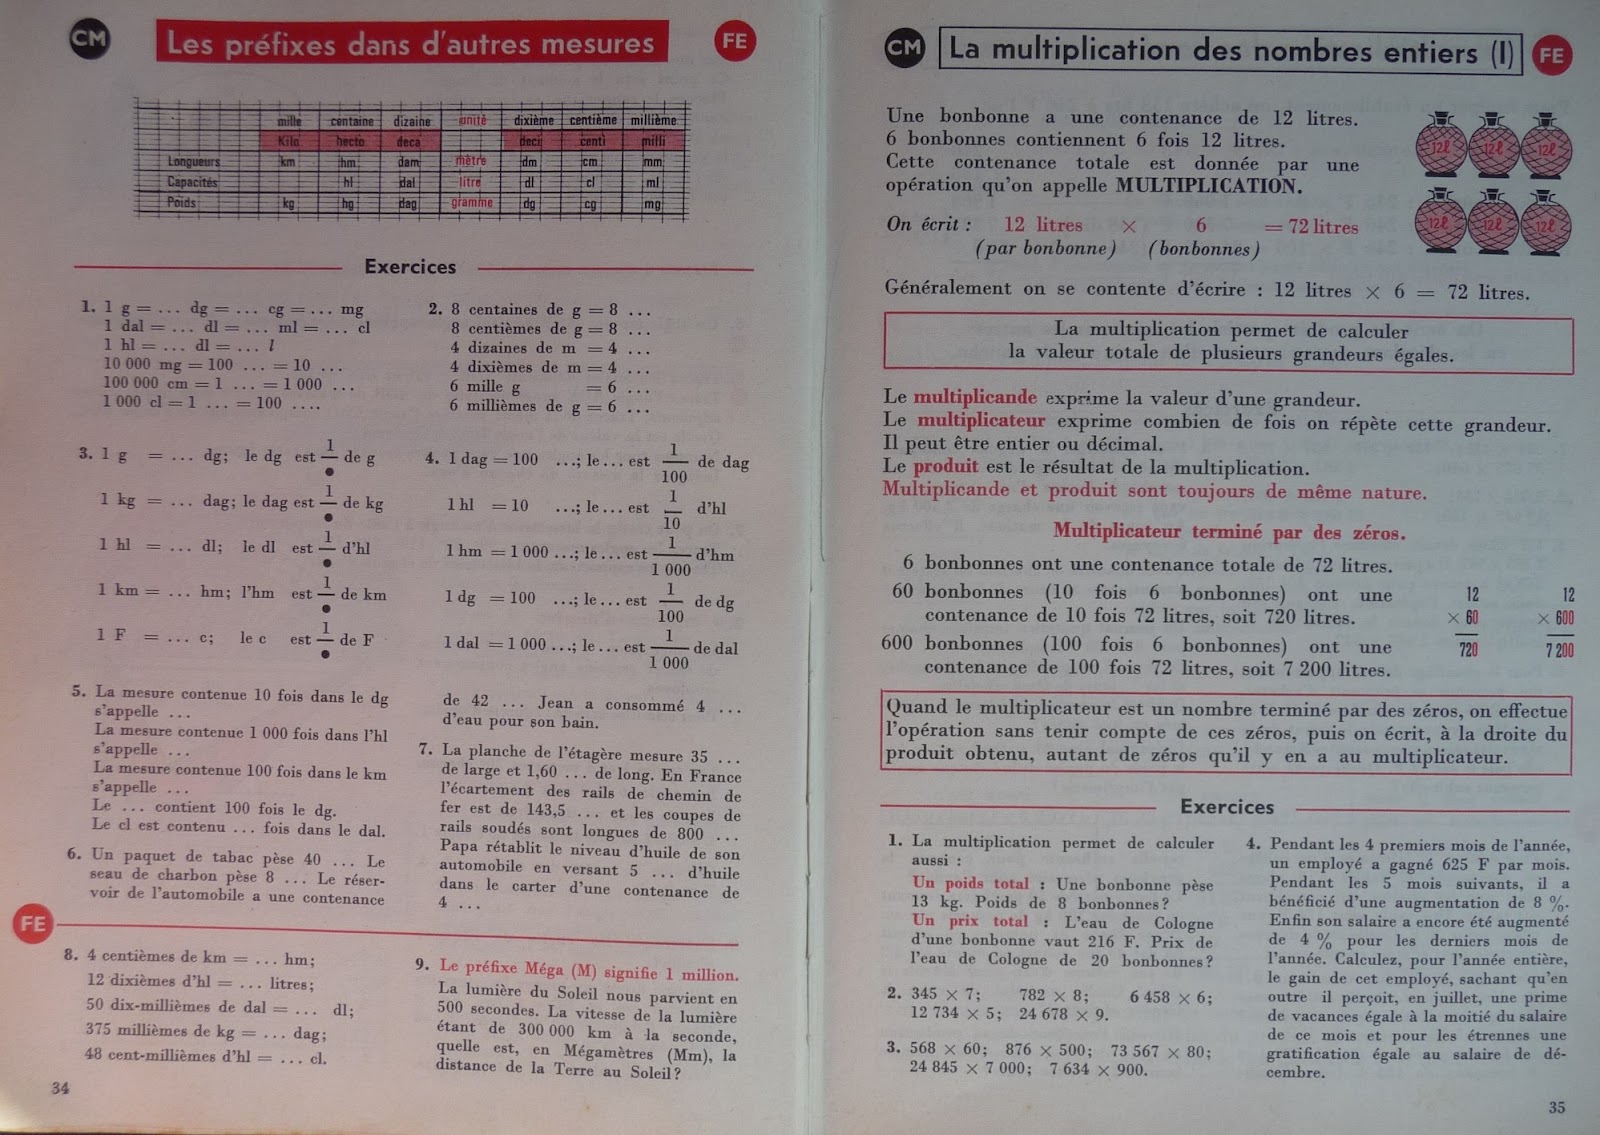 CM Les préfixes dans d'autres mesures FE
mille centaine dizaine unité dixième centième millième
Kilo hecto deca deci centi milli
Longueurs km hm dam mètre dm cm mm
Capacités hl dal litre dl cl ml
Poids kg hg dag gramme dg cg mg
Exercices
1. 1 g = ... dg = ... cg = ... mg
1 dal = ... dl = ... ml = ... cl
1 hl = ... dl = ... l
10 000 mg = 100 ... = 10 ...
100 000 cm = 1 ... = 1 000 ...
1 000 cl = 1 ... = 100 ....
2. 8 centaines de g = 8 ...
8 centièmes de g = 8 ...
4 dizaines de m = 4 ...
4 dixièmes de m = 4 ...
6 mille g = 6 ...
6 millièmes de g = 6 ...
3. 1 g = ... dg; le dg est 1/● de g
1 kg = ... dag; le dag est 1/● de kg
1 hl = ... dl; le dl est 1/● d'hl
1 km = ... hm; l'hm est 1/● de km
1 F = ... c; le c est 1/● de F
4. 1 dag = 100 ...; le ... est 1/100 de dag
1 hl = 10 ...; le ... est 1/10 d'hl
1 hm = 1 000 ...; le ... est 1/1 000 d'hm
1 dg = 100 ...; le ... est 1/100 de dg
1 dal = 1 000 ...; le ... est 1/1 000 de dal
5. La mesure contenue 10 fois dans le dg
s'appelle ...
La mesure contenue 1 000 fois dans l'hl
s'appelle ...
La mesure contenue 100 fois dans le km
s'appelle ...
Le ... contient 100 fois le dg.
Le cl est contenu ... fois dans le dal.
6. Un paquet de tabac pèse 40 ... Le
seau de charbon pèse 8 ... Le réser-
voir de l'automobile a une contenance
de 42 ... Jean a consommé 4 ...
d'eau pour son bain.
7. La planche de l'étagère mesure 35 ...
de large et 1,60 ... de long. En France
l'écartement des rails de chemin de
fer est de 143,5 ... et les coupes de
rails soudés sont longues de 800 ...
Papa rétablit le niveau d'huile de son
automobile en versant 5 ... d'huile
dans le carter d'une contenance de
4 ...
FE
8. 4 centièmes de km = ... hm;
12 dixièmes d'hl = ... litres;
50 dix-millièmes de dal = ... dl;
375 millièmes de kg = ... dag;
48 cent-millièmes d'hl = ... cl.
9. Le préfixe Méga (M) signifie 1 million.
La lumière du Soleil nous parvient en
500 secondes. La vitesse de la lumière
étant de 300 000 km à la seconde,
quelle est, en Mégamètres (Mm), la
distance de la Terre au Soleil?
34
CM La multiplication des nombres entiers (I) FE
Une bonbonne a une contenance de 12 litres.
6 bonbonnes contiennent 6 fois 12 litres.
Cette contenance totale est donnée par une
opération qu'on appelle MULTIPLICATION.
12l 12l 12l
12l 12l 12l
On écrit : 12 litres × 6 = 72 litres
(par bonbonne) (bonbonnes)
Généralement on se contente d'écrire : 12 litres × 6 = 72 litres.
La multiplication permet de calculer
la valeur totale de plusieurs grandeurs égales.
Le multiplicande exprime la valeur d'une grandeur.
Le multiplicateur exprime combien de fois on répète cette grandeur.
Il peut être entier ou décimal.
Le produit est le résultat de la multiplication.
Multiplicande et produit sont toujours de même nature.
Multiplicateur terminé par des zéros.
6 bonbonnes ont une contenance totale de 72 litres.
60 bonbonnes (10 fois 6 bonbonnes) ont une
contenance de 10 fois 72 litres, soit 720 litres.
600 bonbonnes (100 fois 6 bonbonnes) ont une
contenance de 100 fois 72 litres, soit 7 200 litres.
12 12
× 60 × 600
720 7 200
Quand le multiplicateur est un nombre terminé par des zéros, on effectue
l'opération sans tenir compte de ces zéros, puis on écrit, à la droite du
produit obtenu, autant de zéros qu'il y en a au multiplicateur.
Exercices
1. La multiplication permet de calculer
aussi :
Un poids total : Une bonbonne pèse
13 kg. Poids de 8 bonbonnes?
Un prix total : L'eau de Cologne
d'une bonbonne vaut 216 F. Prix de
l'eau de Cologne de 20 bonbonnes?
2. 345 × 7; 782 × 8; 6 458 × 6;
12 734 × 5; 24 678 × 9.
3. 568 × 60; 876 × 500; 73 567 × 80;
24 845 × 7 000; 7 634 × 900.
4. Pendant les 4 premiers mois de l'année,
un employé a gagné 625 F par mois.
Pendant les 5 mois suivants, il a
bénéficié d'une augmentation de 8 %.
Enfin son salaire a encore été augmenté
de 4 % pour les derniers mois de
l'année. Calculez, pour l'année entière,
le gain de cet employé, sachant qu'en
outre il perçoit, en juillet, une prime
de vacances égale à la moitié du salaire
de ce mois et pour les étrennes une
gratification égale au salaire de dé-
cembre.
35